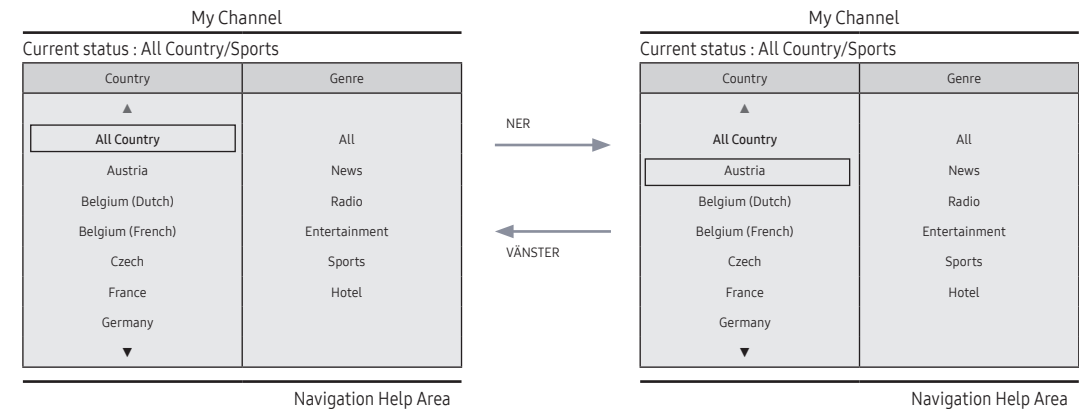 My Channel
Current status : All Country/Sports
Country Genre
▲
All Country All
Austria News
Belgium (Dutch) Radio
Belgium (French) Entertainment
Czech Sports
France Hotel
Germany
▼
Navigation Help Area
NER
VÄNSTER
My Channel
Current status : All Country/Sports
Country Genre
▲
All Country All
Austria News
Belgium (Dutch) Radio
Belgium (French) Entertainment
Czech Sports
France Hotel
Germany
▼
Navigation Help Area